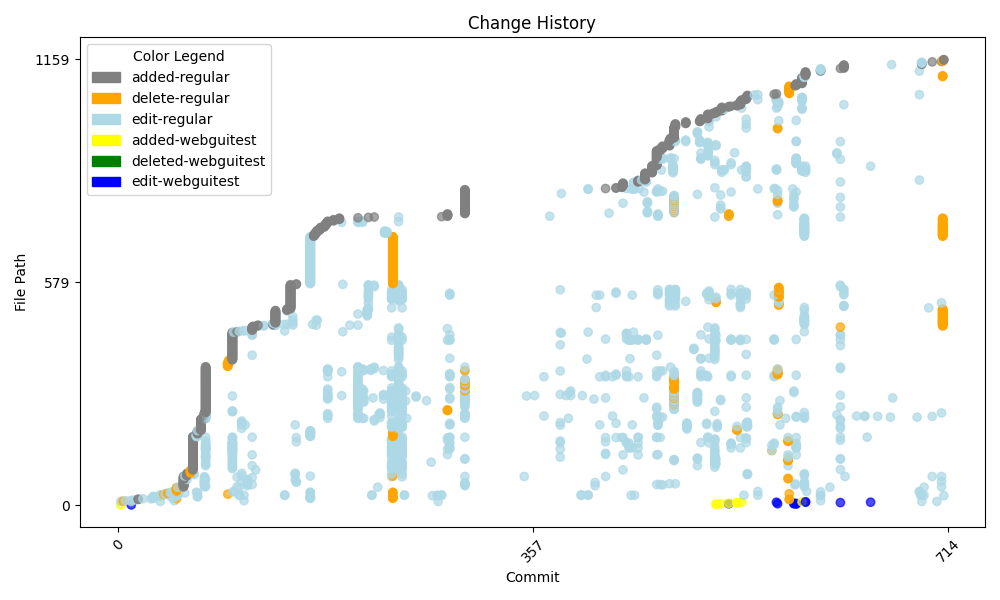 Change History
1159
579
0
File Path
Color Legend
added-regular
delete-regular
edit-regular
added-webguitest
deleted-webguitest
edit-webguitest
0
357
714
Commit